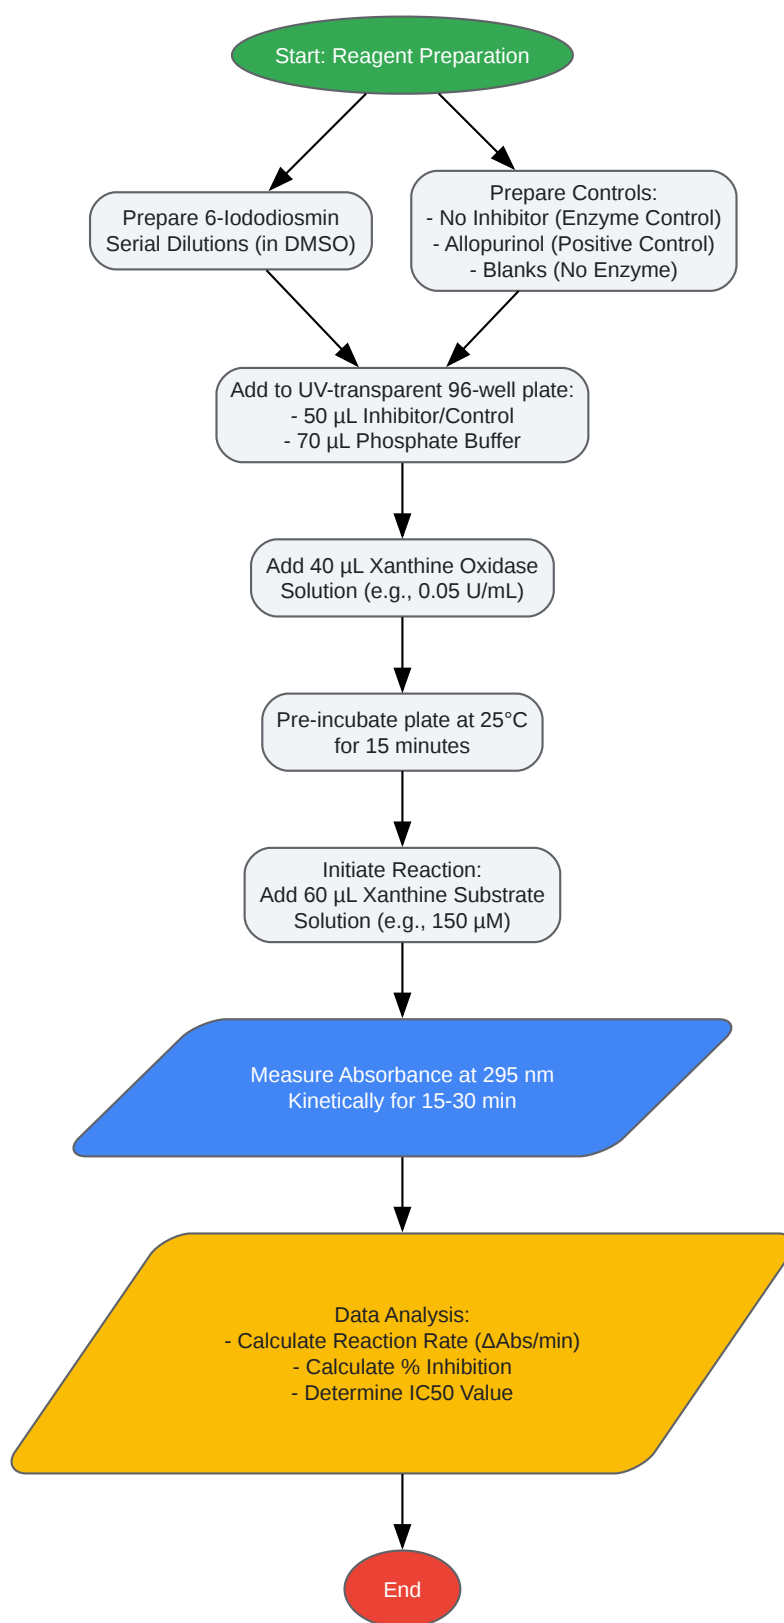 Start: Reagent Preparation
Prepare 6-Iododiosmin
Serial Dilutions (in DMSO)
Prepare Controls:
- No Inhibitor (Enzyme Control)
- Allopurinol (Positive Control)
- Blanks (No Enzyme)
Add to UV-transparent 96-well plate:
- 50 µL Inhibitor/Control
- 70 µL Phosphate Buffer
Add 40 µL Xanthine Oxidase
Solution (e.g., 0.05 U/mL)
Pre-incubate plate at 25°C
for 15 minutes
Initiate Reaction:
Add 60 µL Xanthine Substrate
Solution (e.g., 150 µM)
Measure Absorbance at 295 nm
Kinetically for 15-30 min
Data Analysis:
- Calculate Reaction Rate (ΔAbs/min)
- Calculate % Inhibition
- Determine IC50 Value
End